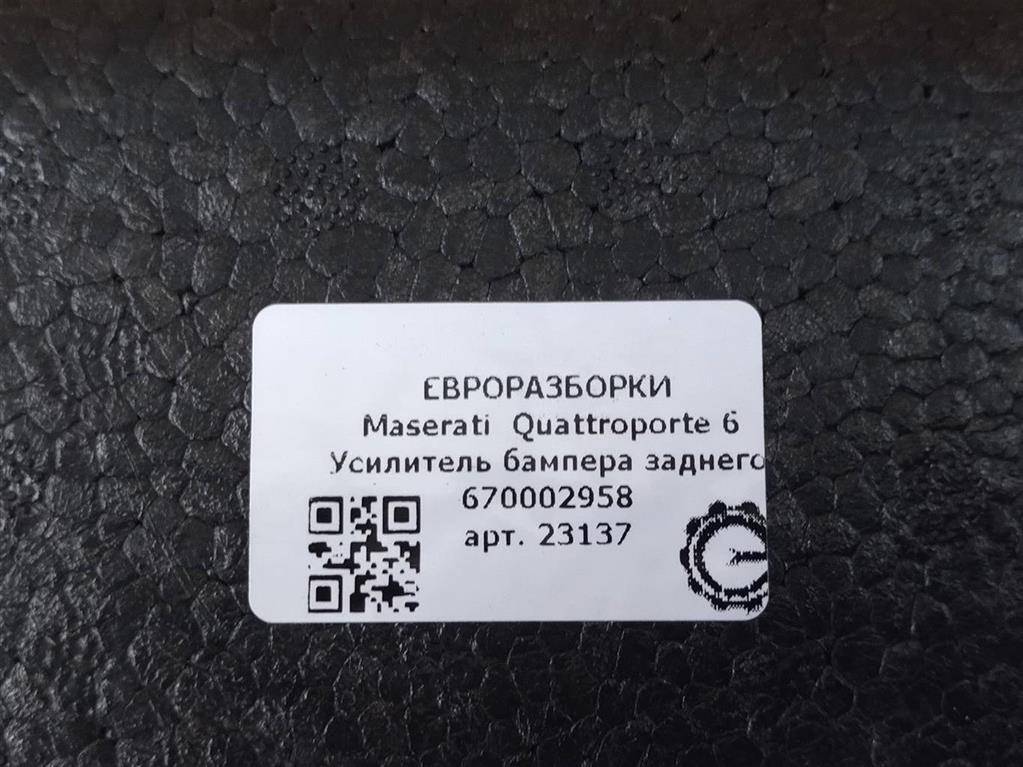 ЕВРОРАЗБОРКИ
Maserati Quattroporte 6
Усилитель бампера заднего
670002958
арт. 23137